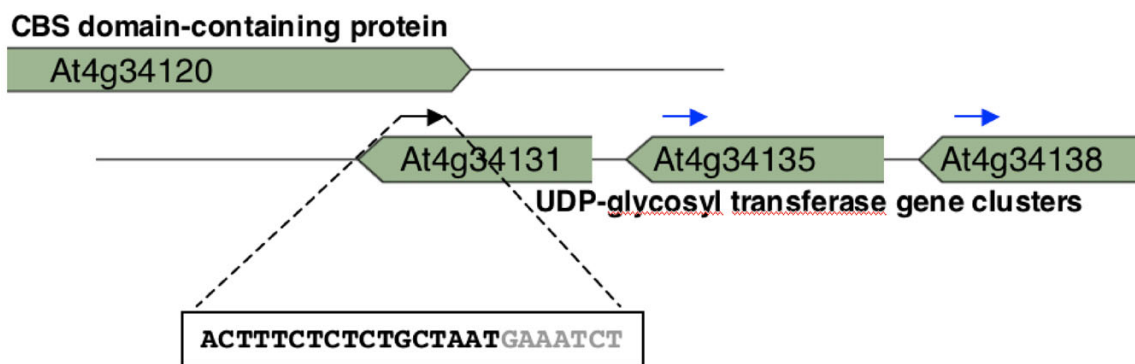 CBS domain-containing protein
At4g34120
At4g34131 At4g34135 At4g34138
UDP-glycosyl transferase gene clusters
ACTTTCTCTCTGCTAATGAAATCT